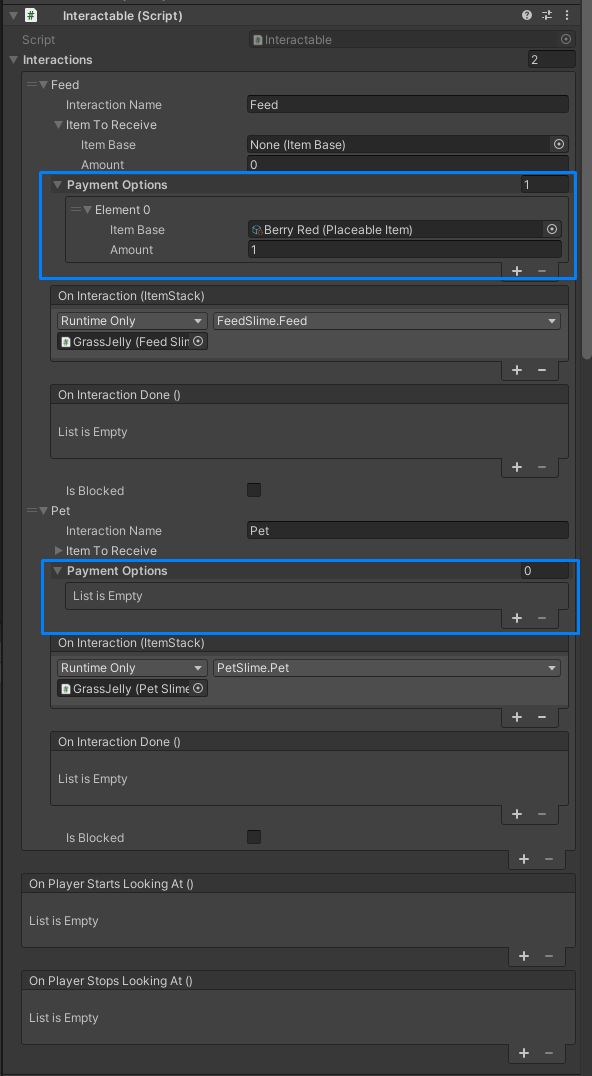 Interactable (Script)
Script Interactable
Interactions 2
Feed
Interaction Name Feed
Item To Receive
Item Base None (Item Base)
Amount 0
Payment Options 1
Element 0
Item Base Berry Red (Placeable Item)
Amount 1
+ −
On Interaction (ItemStack)
Runtime Only FeedSlime.Feed
GrassJelly (Feed Slim
+ −
On Interaction Done ()
List is Empty
+ −
Is Blocked
Pet
Interaction Name Pet
Item To Receive
Payment Options 0
List is Empty
+ −
On Interaction (ItemStack)
Runtime Only PetSlime.Pet
GrassJelly (Pet Slime
+ −
On Interaction Done ()
List is Empty
+ −
Is Blocked
+ −
On Player Starts Looking At ()
List is Empty
+ −
On Player Stops Looking At ()
List is Empty
+ −